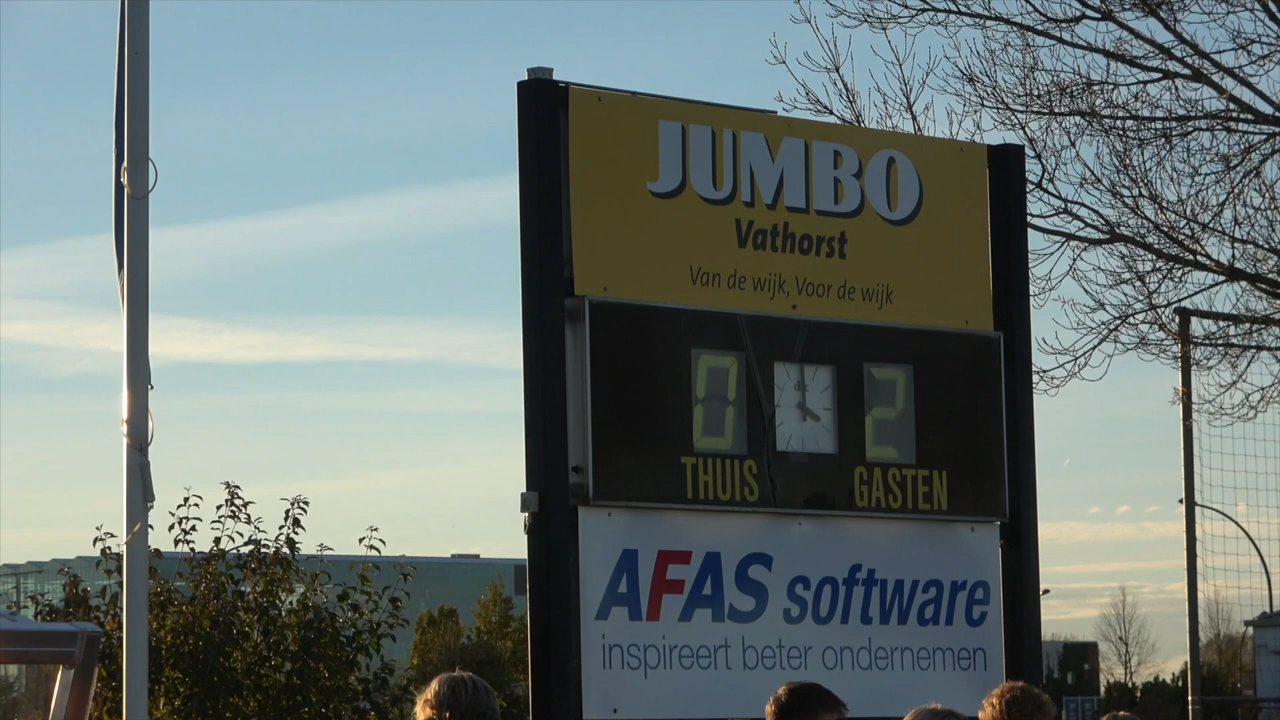 JUMBO
Vathorst
Van de wijk, Voor de wijk
0 2
THUIS GASTEN
AFAS software
inspireert beter ondernemen